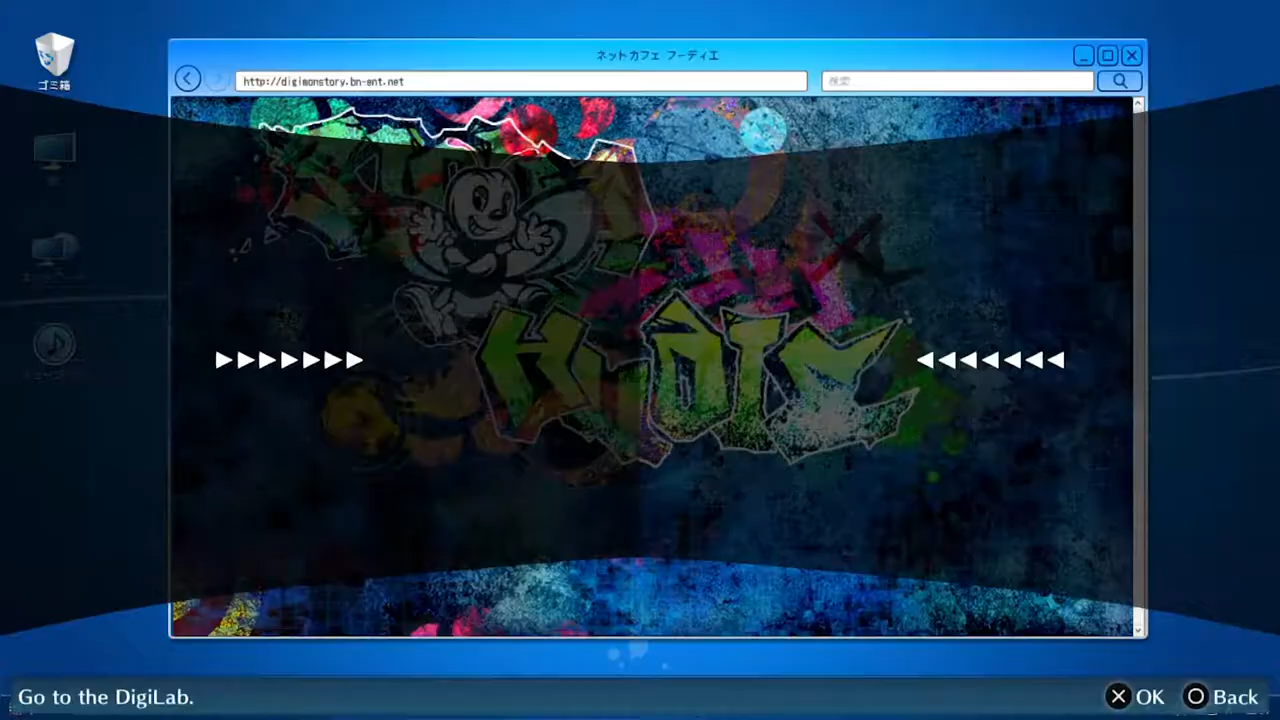 ネットカフェ フーディエ
http://digimonstory.bn-ent.net
検索
ゴミ箱
Go to the DigiLab.
OK
Back